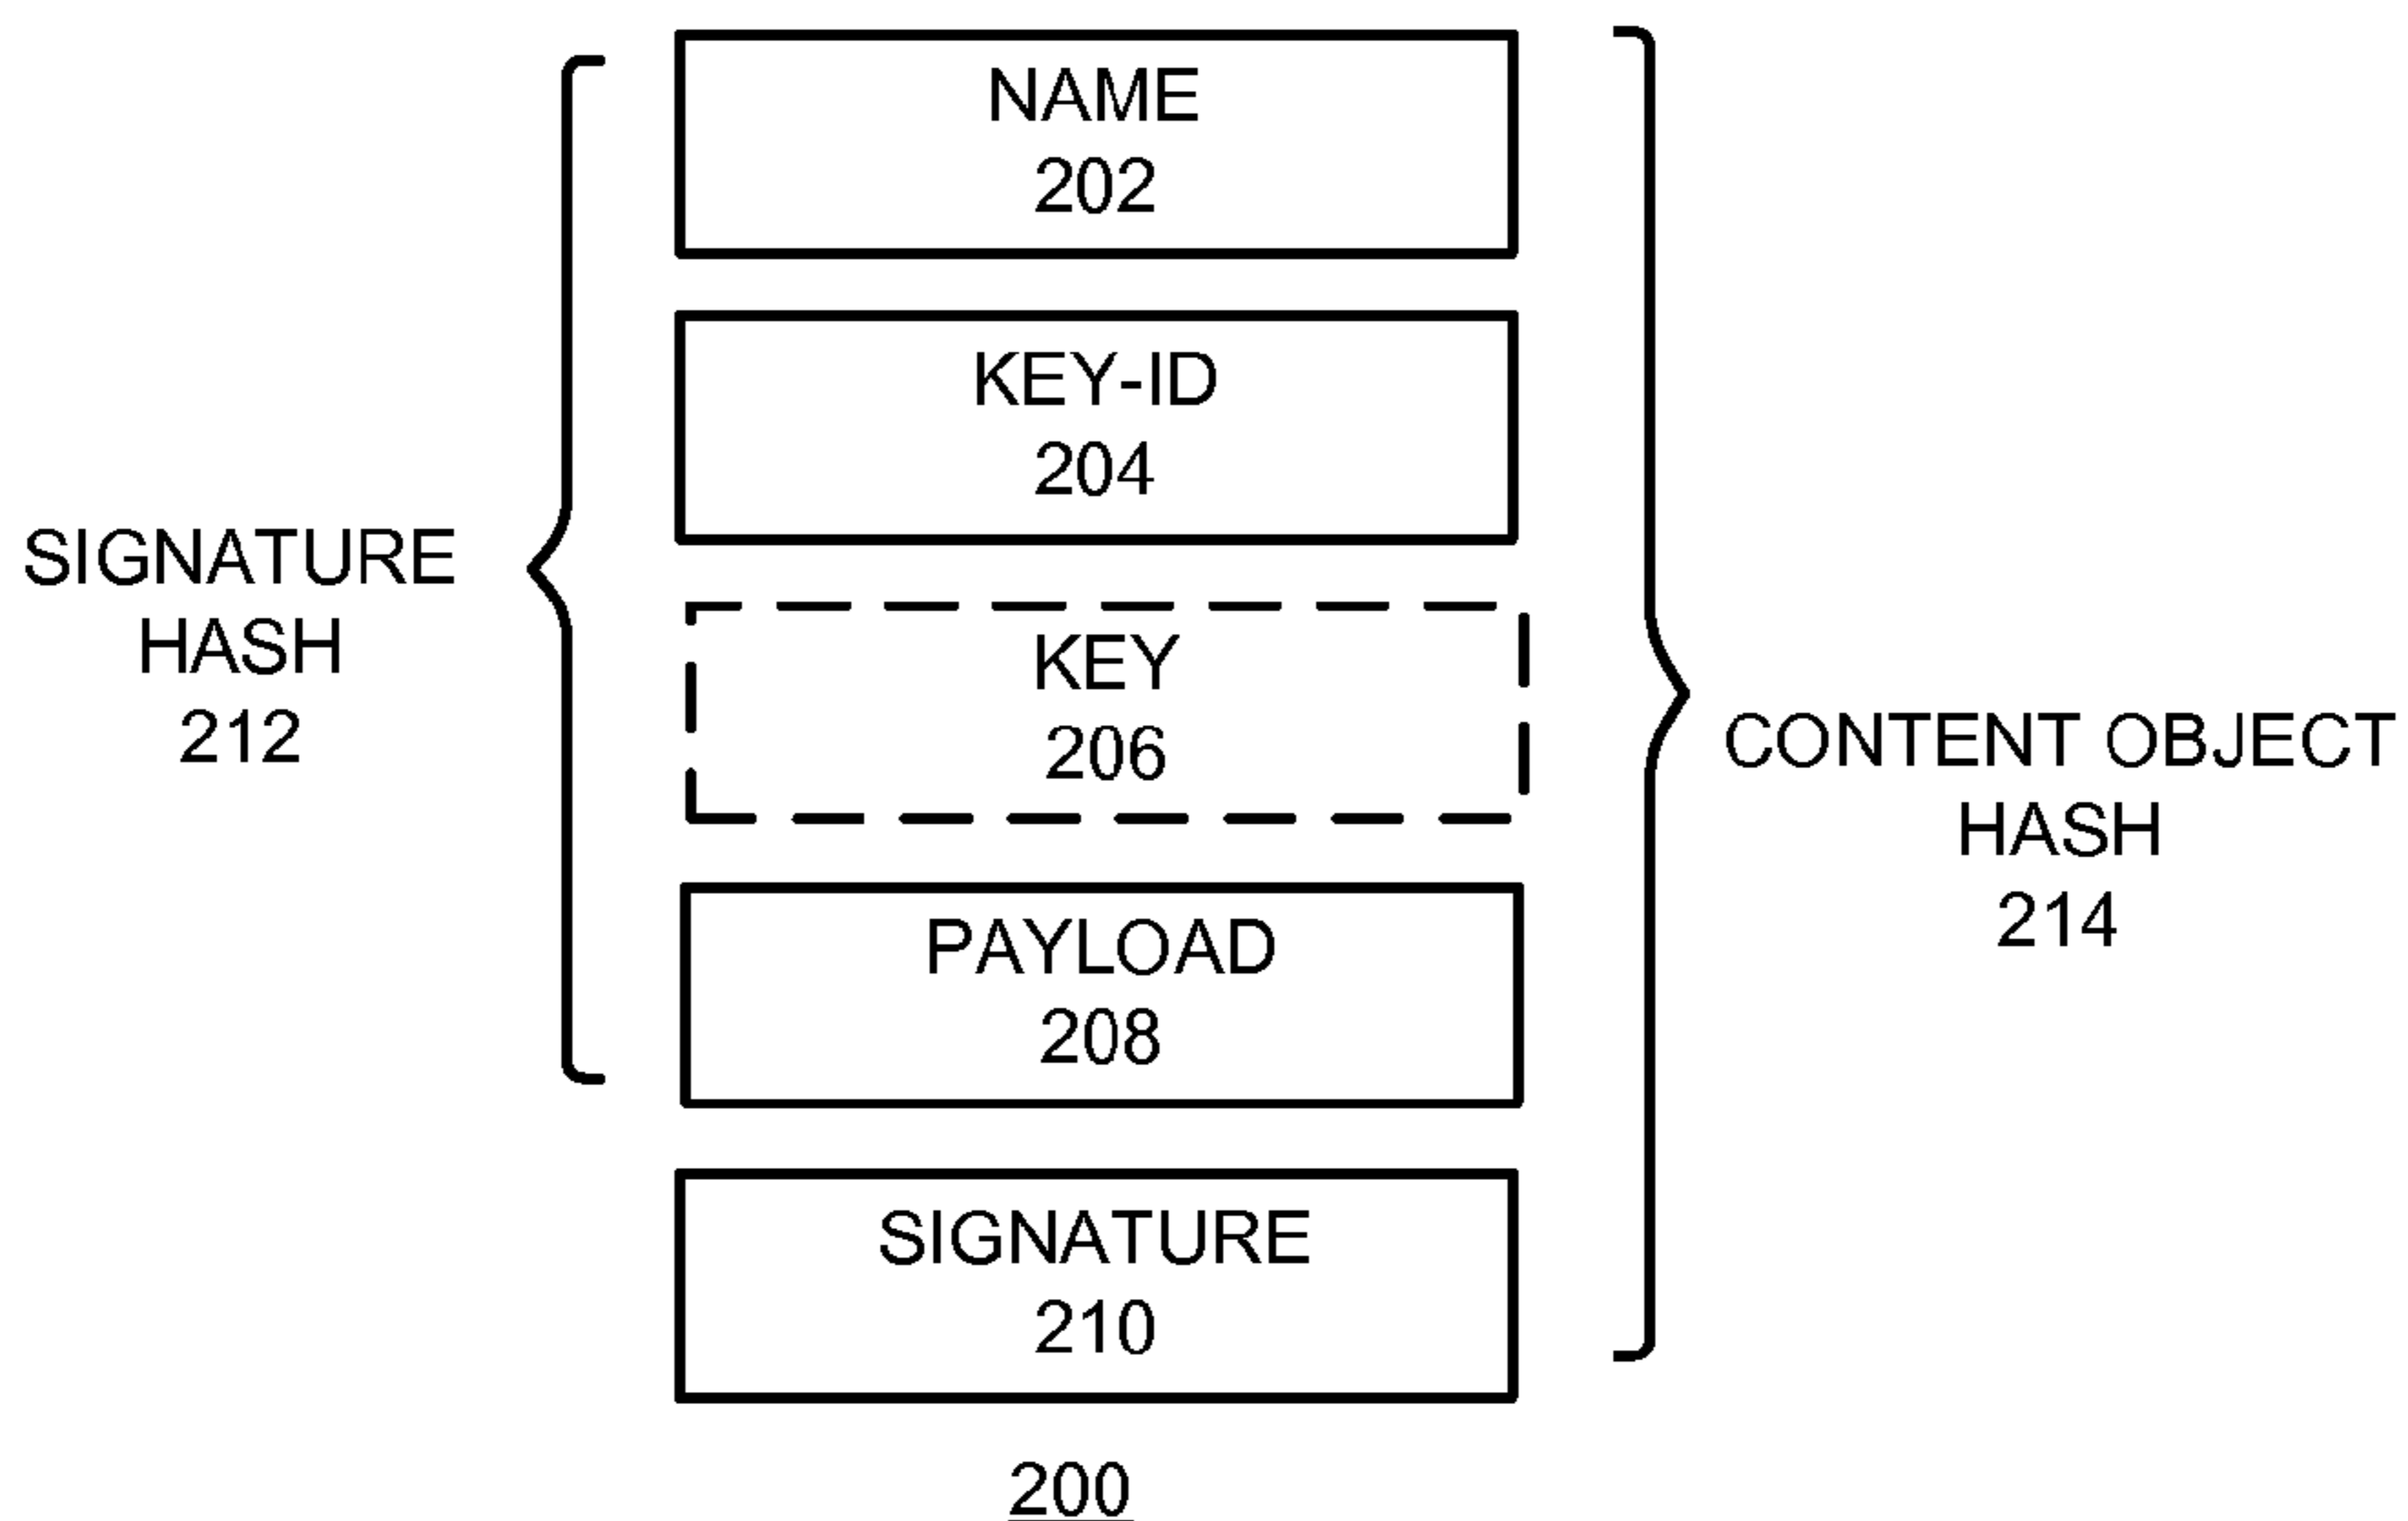 NAME
202
KEY-ID
204
SIGNATURE
HASH
212
KEY
206
CONTENT OBJECT
HASH
214
PAYLOAD
208
SIGNATURE
210
200